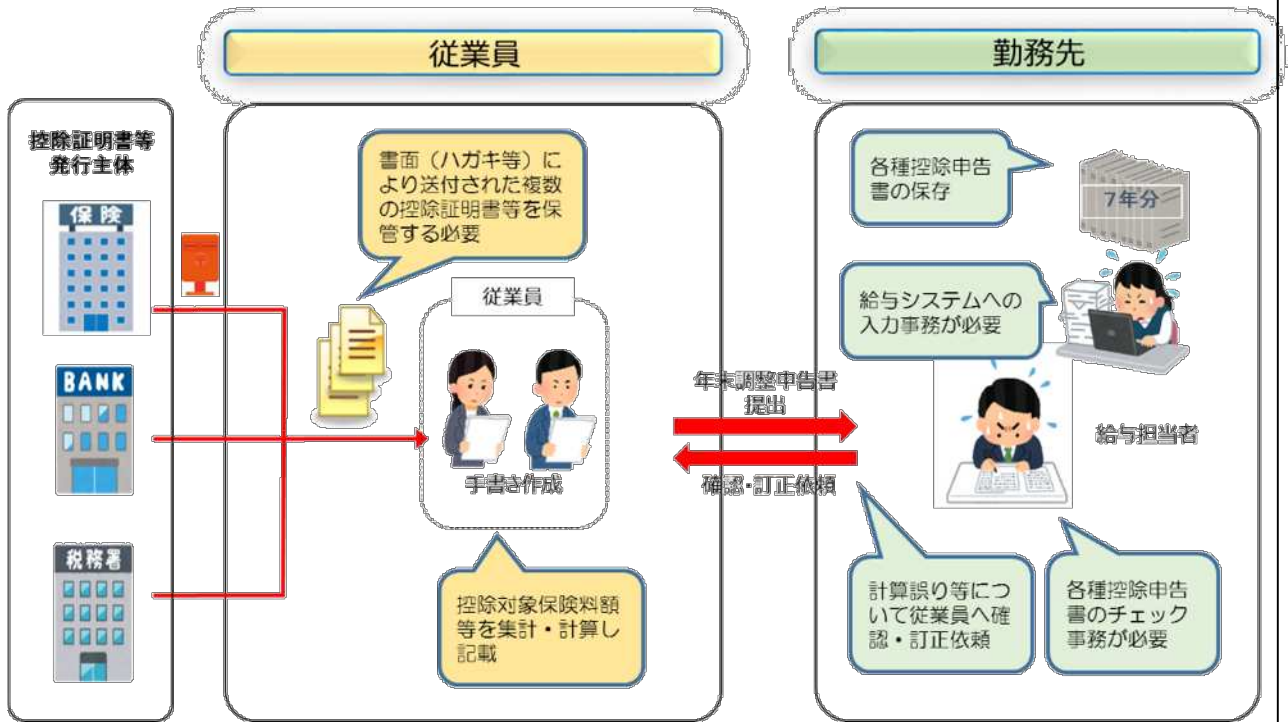 従業員
勤務先
控除証明書等
発行主体
保険
BANK
税務署
書面（ハガキ等）に
より送付された複数
の控除証明書等を保
管する必要
従業員
手書き作成
控除対象保険料額
等を集計・計算し
記載
年末調整申告書
提出
確認・訂正依頼
各種控除申告
書の保存
7年分
給与システムへの
入力事務が必要
給与担当者
計算誤り等につ
いて従業員へ確
認・訂正依頼
各種控除申告
書のチェック
事務が必要